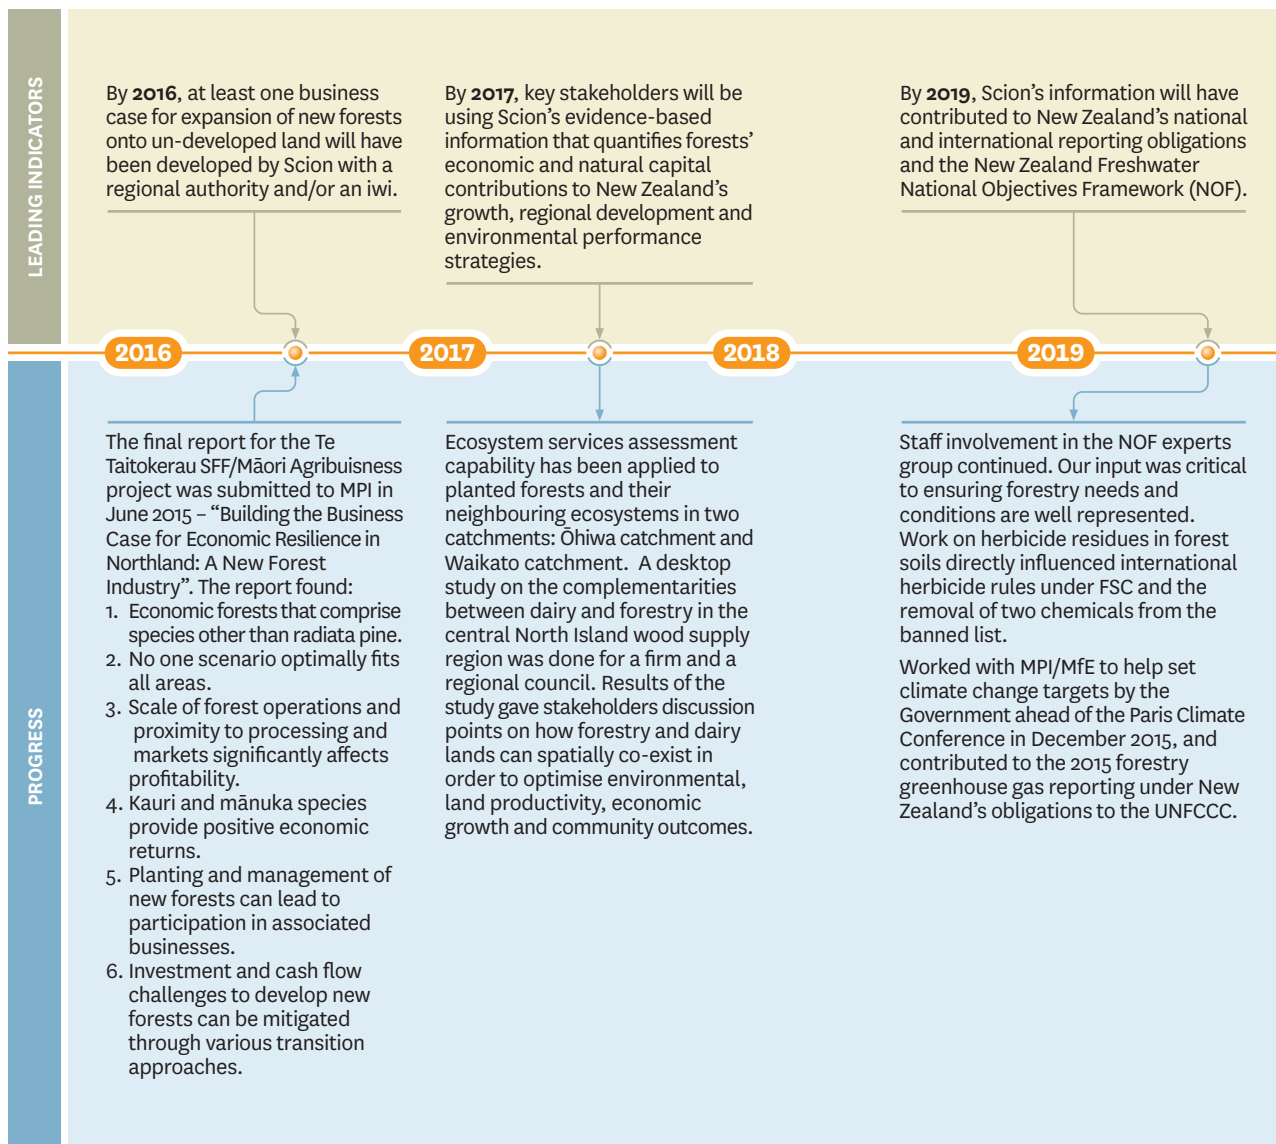 LEADING INDICATORS
By 2016, at least one business
case for expansion of new forests
onto un-developed land will have
been developed by Scion with a
regional authority and/or an iwi.
By 2017, key stakeholders will be
using Scion's evidence-based
information that quantifies forests'
economic and natural capital
contributions to New Zealand's
growth, regional development and
environmental performance
strategies.
By 2019, Scion's information will have
contributed to New Zealand's national
and international reporting obligations
and the New Zealand Freshwater
National Objectives Framework (NOF).
2016
2017
2018
2019
PROGRESS
The final report for the Te
Taitokerau SFF/Māori Agribuisness
project was submitted to MPI in
June 2015 – "Building the Business
Case for Economic Resilience in
Northland: A New Forest
Industry". The report found:
1. Economic forests that comprise
species other than radiata pine.
2. No one scenario optimally fits
all areas.
3. Scale of forest operations and
proximity to processing and
markets significantly affects
profitability.
4. Kauri and mānuka species
provide positive economic
returns.
5. Planting and management of
new forests can lead to
participation in associated
businesses.
6. Investment and cash flow
challenges to develop new
forests can be mitigated
through various transition
approaches.
Ecosystem services assessment
capability has been applied to
planted forests and their
neighbouring ecosystems in two
catchments: Ōhiwa catchment and
Waikato catchment. A desktop
study on the complementarities
between dairy and forestry in the
central North Island wood supply
region was done for a firm and a
regional council. Results of the
study gave stakeholders discussion
points on how forestry and dairy
lands can spatially co-exist in
order to optimise environmental,
land productivity, economic
growth and community outcomes.
Staff involvement in the NOF experts
group continued. Our input was critical
to ensuring forestry needs and
conditions are well represented.
Work on herbicide residues in forest
soils directly influenced international
herbicide rules under FSC and the
removal of two chemicals from the
banned list.
Worked with MPI/MfE to help set
climate change targets by the
Government ahead of the Paris Climate
Conference in December 2015, and
contributed to the 2015 forestry
greenhouse gas reporting under New
Zealand's obligations to the UNFCCC.